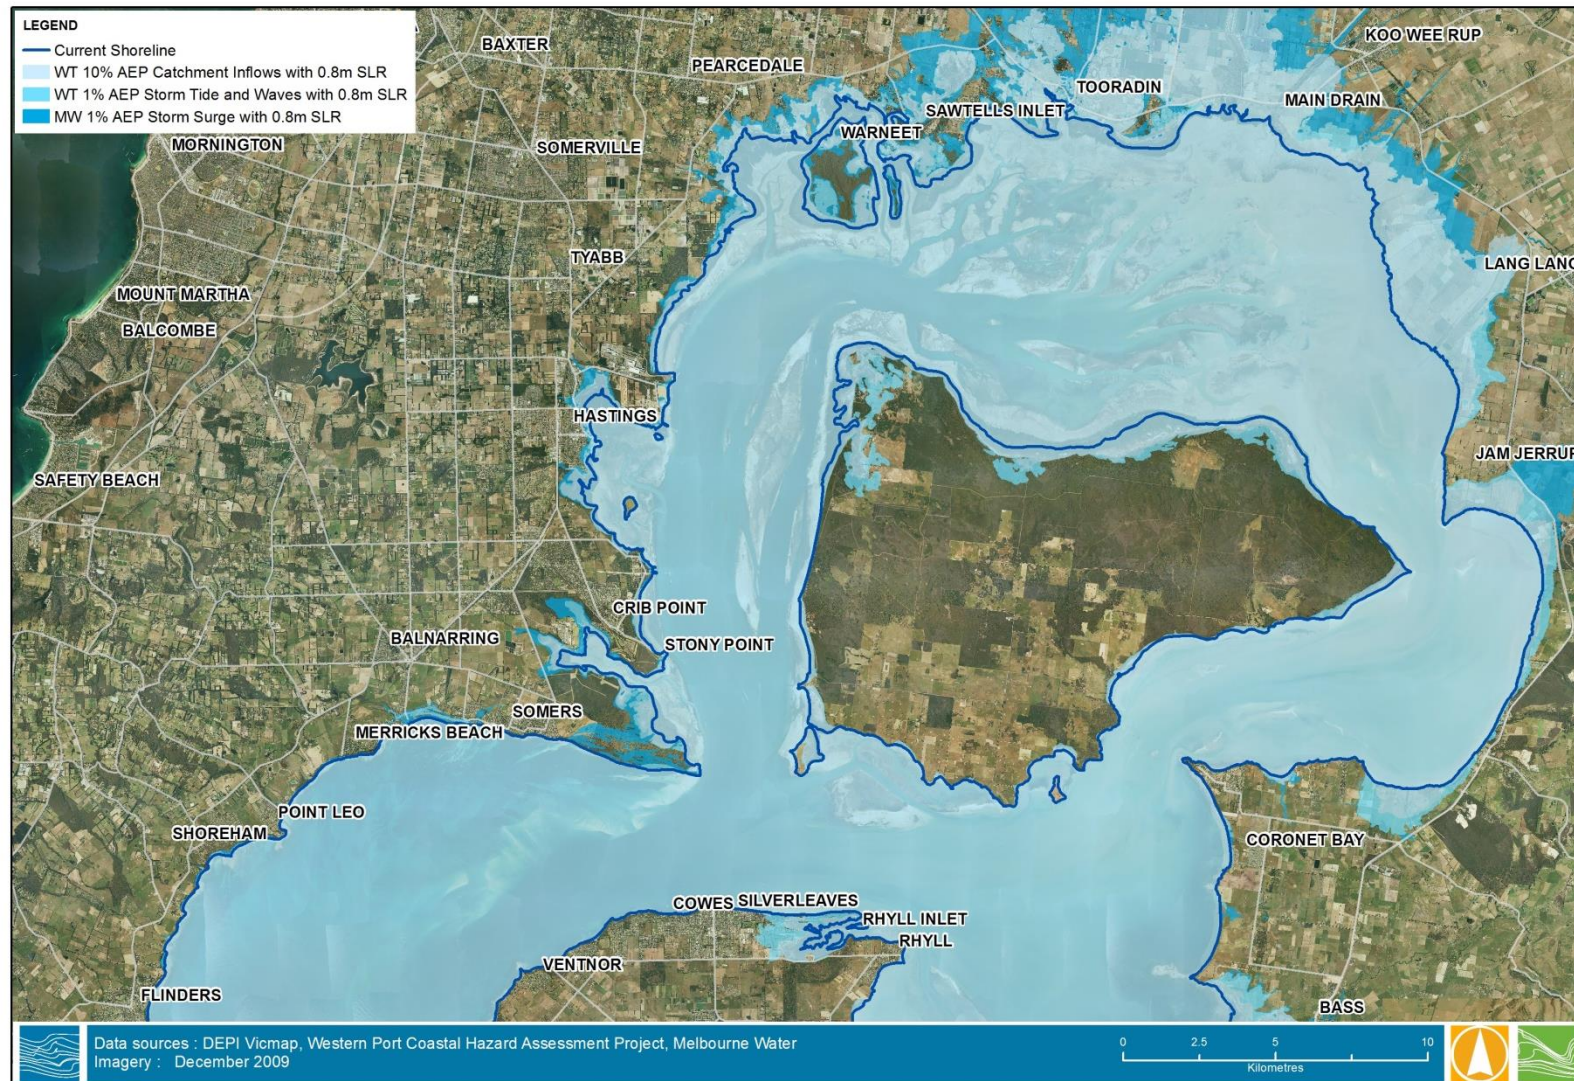 LEGEND
Current Shoreline
WT 10% AEP Catchment Inflows with 0.8m SLR
WT 1% AEP Storm Tide and Waves with 0.8m SLR
MW 1% AEP Storm Surge with 0.8m SLR
BAXTER
KOO WEE RUP
PEARCEDALE
TOORADIN
MAIN DRAIN
SAWTELLS INLET
WARNEET
MORNINGTON
SOMERVILLE
TYABB
LANG LANG
MOUNT MARTHA
BALCOMBE
HASTINGS
JAM JERRUP
SAFETY BEACH
CRIB POINT
BALNARRING
STONY POINT
SOMERS
MERRICKS BEACH
POINT LEO
SHOREHAM
CORONET BAY
COWES
SILVERLEAVES
RHYLL INLET
RHYLL
VENTNOR
FLINDERS
BASS
Data sources : DEPI Vicmap, Western Port Coastal Hazard Assessment Project, Melbourne Water
Imagery : December 2009
0 2.5 5 10
Kilometres